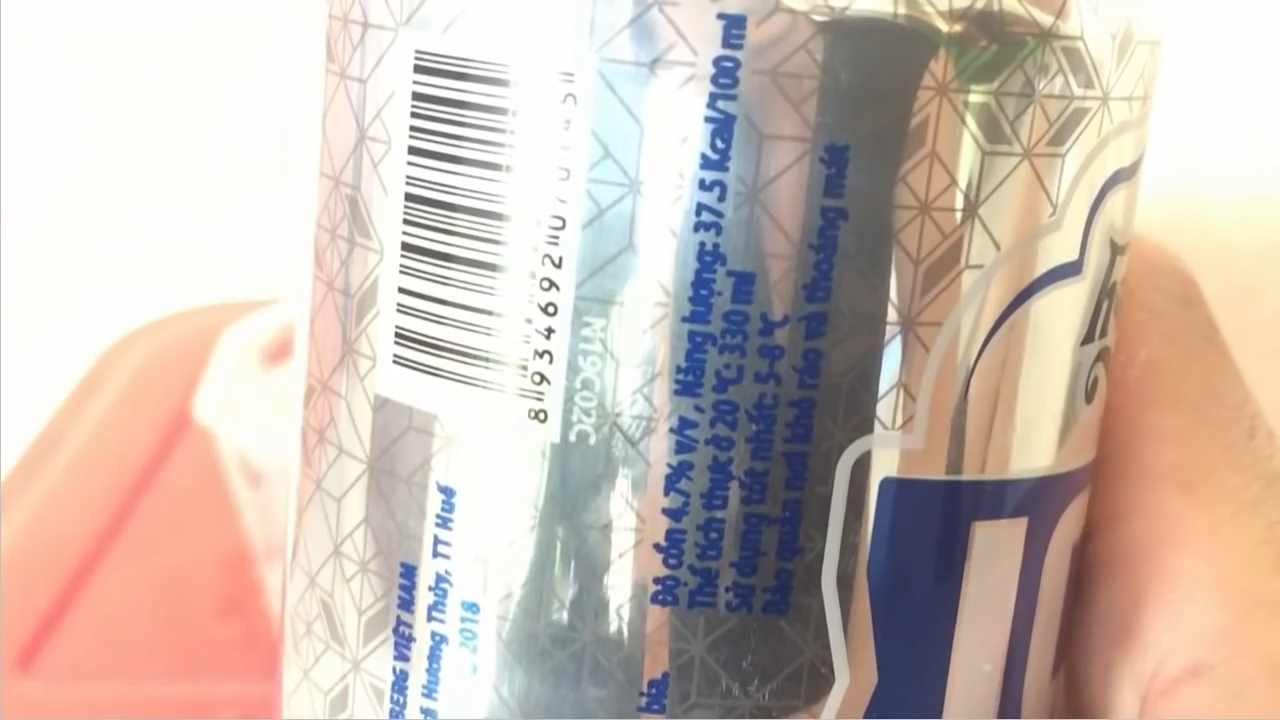 BERG VIỆT NAM
Hương Thủy, TT Huế
2018
M19C02C
bia.
Độ cồn 4.7% v/v, Năng lượng: 37.5 Kcal/100 ml
Thể tích thực ở 20 °C: 330 ml
Sử dụng tốt nhất: 5-8 °C
Bảo quản nơi khô ráo và thoáng mát